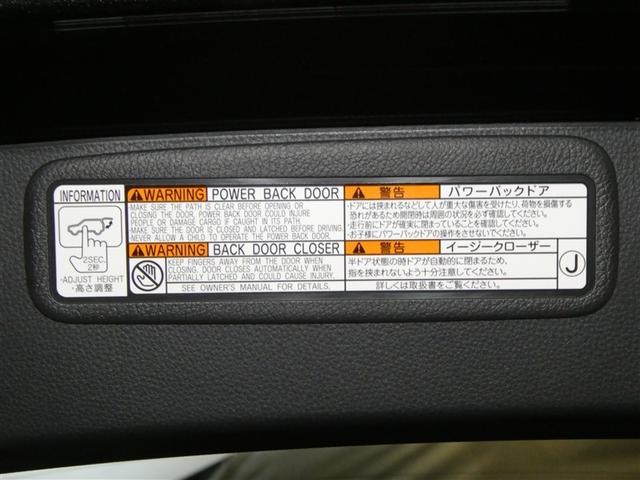 INFORMATION
2SEC.
2秒
・ADJUST HEIGHT
・高さ調整
WARNING POWER BACK DOOR
MAKE SURE THE PATH IS CLEAR BEFORE OPENING OR
CLOSING THE DOOR, POWER BACK DOOR COULD INJURE
PEOPLE OR DAMAGE CARGO IF CAUGHT IN ITS PATH.
・MAKE SURE THE DOOR IS CLOSED AND LATCHED BEFORE DRIVING.
NEVER ALLOW A CHILD TO OPERATE THE POWER BACK DOOR.
WARNING BACK DOOR CLOSER
KEEP FINGERS AWAY FROM THE DOOR WHEN
CLOSING. DOOR CLOSES AUTOMATICALLY WHEN
PARTIALLY LATCHED AND COULD CAUSE INJURY.
SEE OWNER'S MANUAL FOR DETAILS.
警告 パワーバックドア
・ドアには挟まれるなどして人が重大な傷害を受けたり、荷物を損傷する
恐れがあるため開閉時は周囲の状況を必ず確認してください。
・走行前にドアが確実に閉まっていることを確認してください。
・お子様にパワーバックドアの操作をさせないでください。
警告 イージークローザー
半ドア状態の時ドアが自動的に閉まるため、
指を挟まれないよう十分注意してください。
詳しくは取扱書をご覧ください。
J